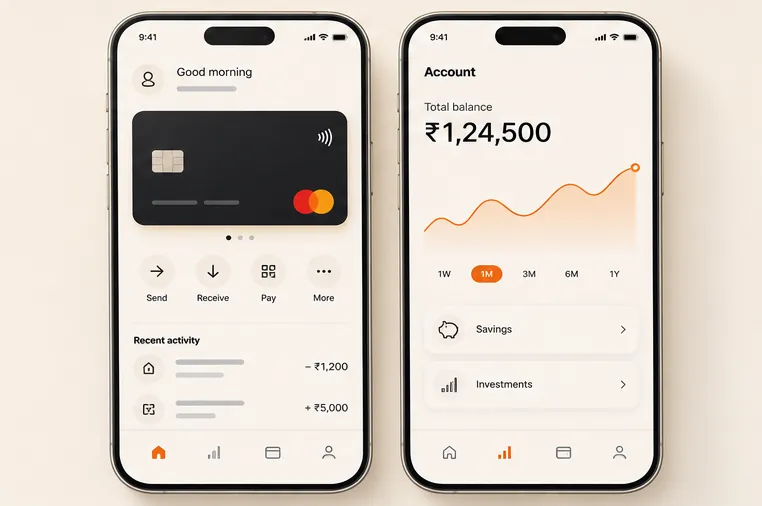 9:41
Good morning
Send
Receive
Pay
More
Recent activity
− ₹1,200
+ ₹5,000
9:41
Account
Total balance
₹1,24,500
1W
1M
3M
6M
1Y
Savings
Investments